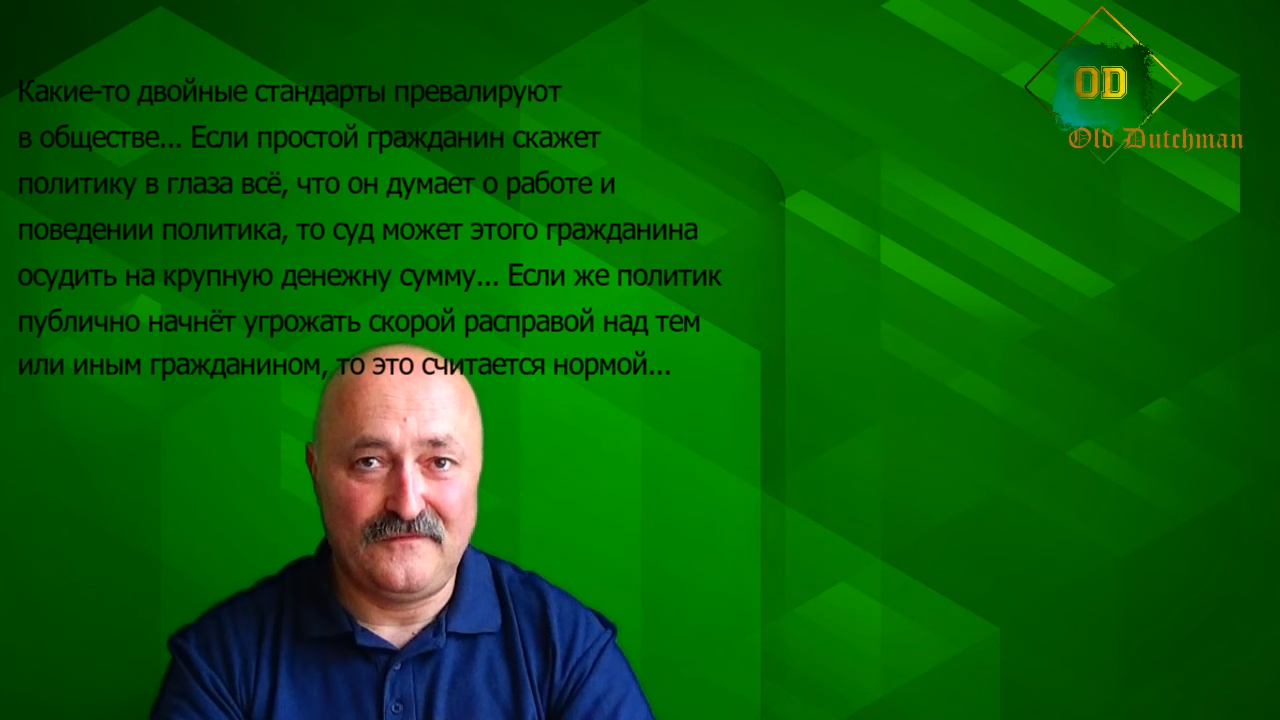 Какие-то двойные стандарты превалируют
в обществе... Если простой гражданин скажет
политику в глаза всё, что он думает о работе и
поведении политика, то суд может этого гражданина
осудить на крупную денежну сумму... Если же политик
публично начнёт угрожать скорой расправой над тем
или иным гражданином, то это считается нормой...
OD
Old Dutchman